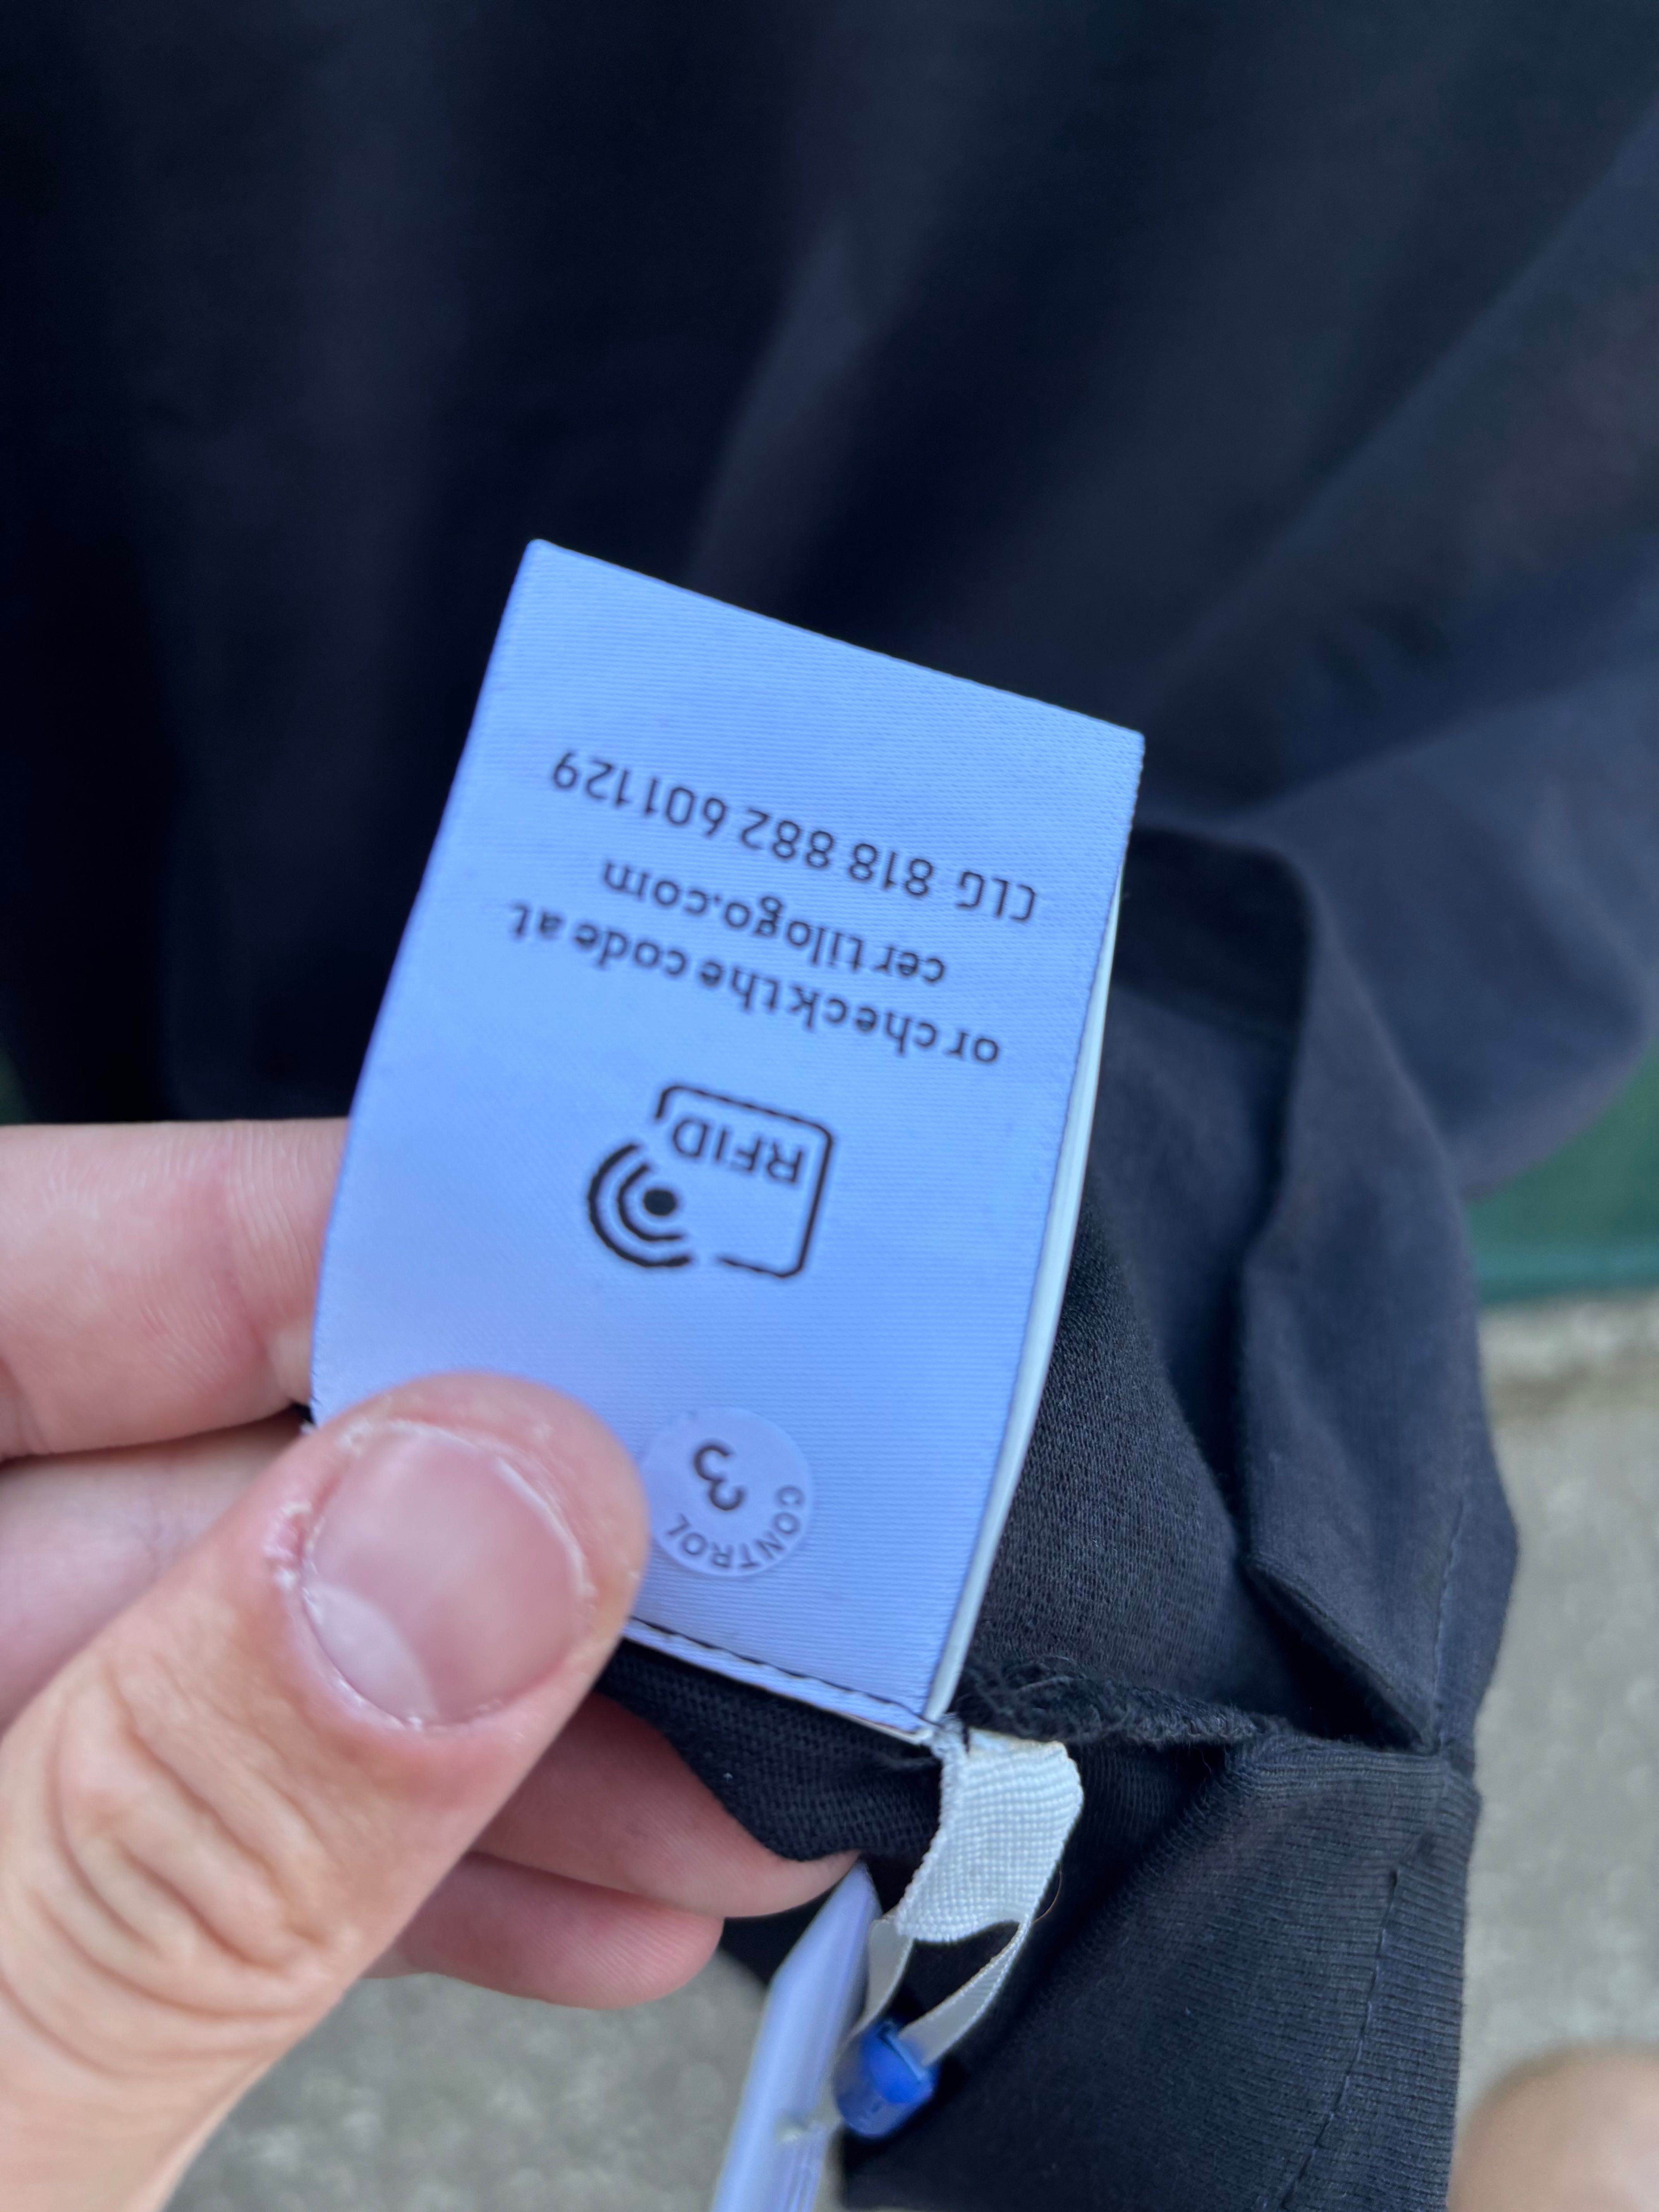 CONTROL
3
RFID
or check the code at
certilogo.com
CLG 818 882 601 129